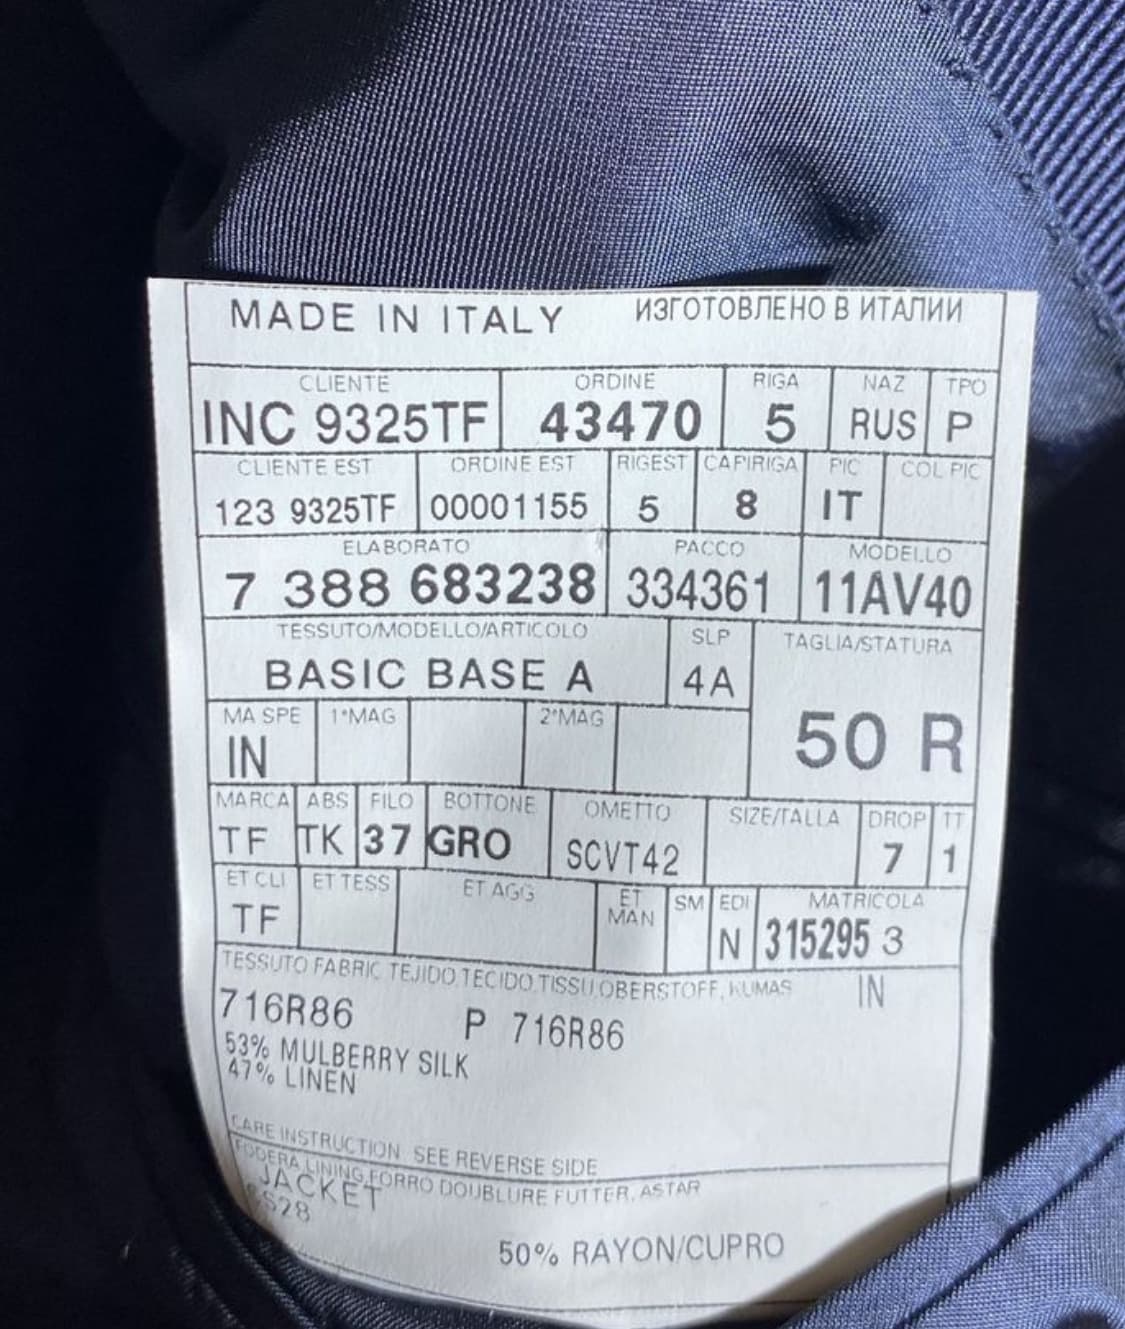 MADE IN ITALY ИЗГОТОВЛЕНО В ИТАЛИИ
CLIENTE ORDINE RIGA NAZ TPO
INC 9325TF 43470 5 RUS P
CLIENTE EST ORDINE EST RIGEST CAPIRIGA PIC COL PIC
123 9325TF 00001155 5 8 IT
ELABORATO PACCO MODELLO
7 388 683238 334361 11AV40
TESSUTO/MODELLO/ARTICOLO SLP TAGLIA/STATURA
BASIC BASE A 4A 50 R
MA SPE 1°MAG 2°MAG
IN
MARCA ABS FILO BOTTONE OMETTO SIZE/TALLA DROP TT
TF TK 37 GRO SCVT42 7 1
ET CLI ET TESS ET AGG ET MAN SM EDI MATRICOLA
TF N 315295 3
TESSUTO FABRIC TEJIDO,TECIDO,TISSU,OBERSTOFF, KUMAS IN
716R86 P 716R86
53% MULBERRY SILK
47% LINEN
CARE INSTRUCTION SEE REVERSE SIDE
FODERA,LINING,FORRO DOUBLURE FUTTER, ASTAR
JACKET
50% RAYON/CUPRO